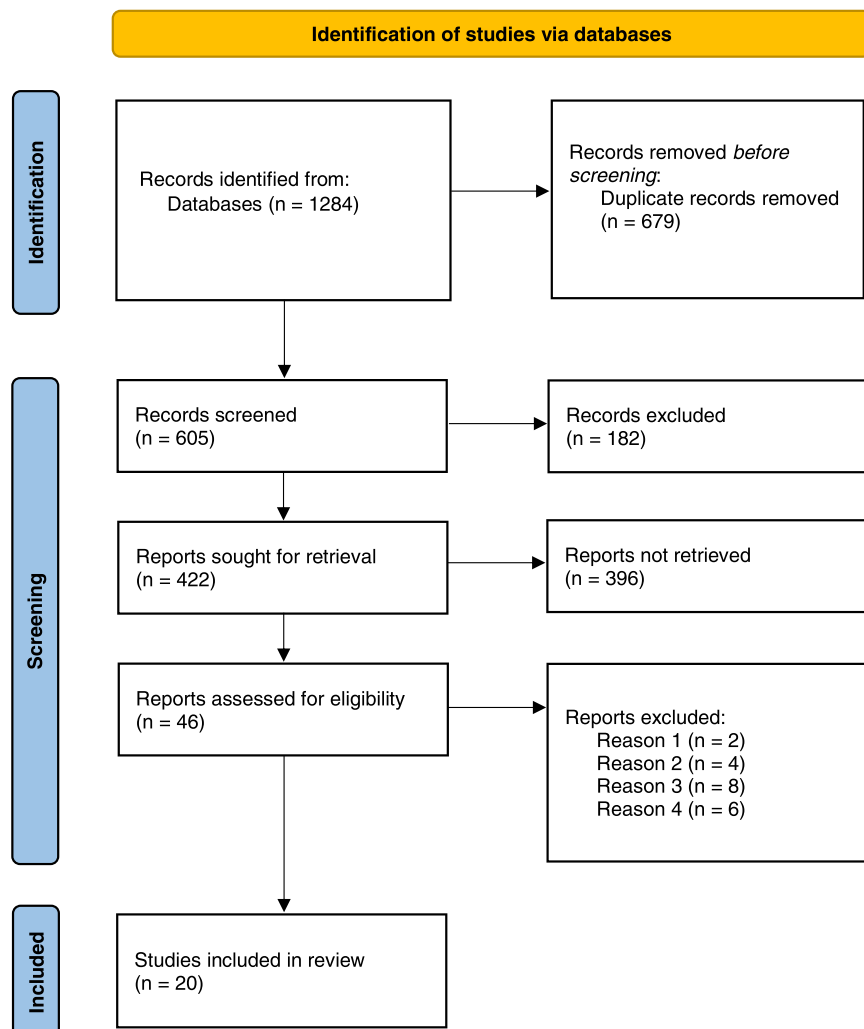 Identification of studies via databases
Identification
Records identified from:
Databases (n = 1284)
Records removed before
screening:
Duplicate records removed
(n = 679)
Screening
Records screened
(n = 605)
Records excluded
(n = 182)
Reports sought for retrieval
(n = 422)
Reports not retrieved
(n = 396)
Reports assessed for eligibility
(n = 46)
Reports excluded:
Reason 1 (n = 2)
Reason 2 (n = 4)
Reason 3 (n = 8)
Reason 4 (n = 6)
Included
Studies included in review
(n = 20)